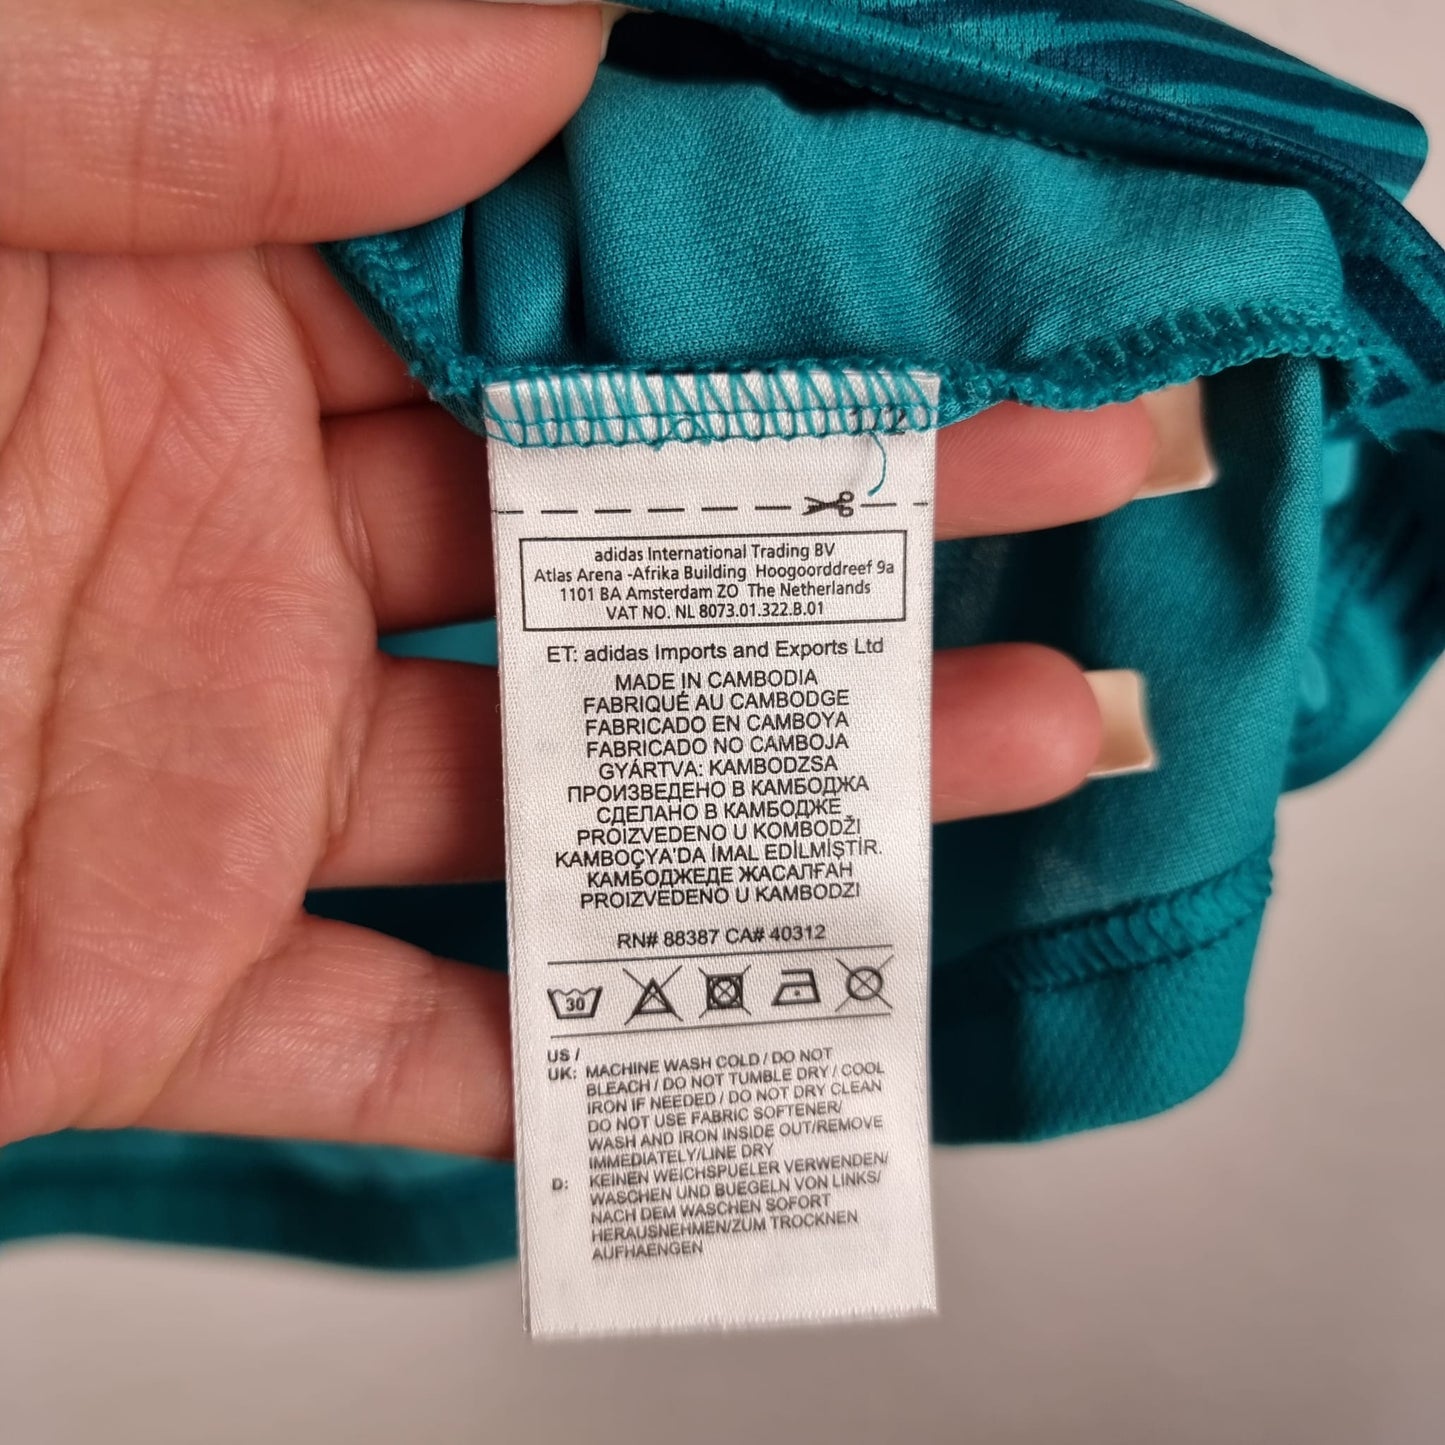 1/2
adidas International Trading BV
Atlas Arena -Afrika Building Hoogoorddreef 9a
1101 BA Amsterdam ZO The Netherlands
VAT NO. NL 8073.01.322.B.01
ET: adidas Imports and Exports Ltd
MADE IN CAMBODIA
FABRIQUÉ AU CAMBODGE
FABRICADO EN CAMBOYA
FABRICADO NO CAMBOJA
GYÁRTVA: KAMBODZSA
ПРОИЗВЕДЕНО В КАМБОДЖА
СДЕЛАНО В КАМБОДЖЕ
PROIZVEDENO U KOMBODŽI
KAMBOÇYA'DA İMAL EDİLMİŞTİR.
КАМБОДЖЕДЕ ЖАСАЛҒАН
PROIZVEDENO U KAMBODZI
RN# 88387 CA# 40312
30
US /
UK: MACHINE WASH COLD / DO NOT
BLEACH / DO NOT TUMBLE DRY / COOL
IRON IF NEEDED / DO NOT DRY CLEAN
DO NOT USE FABRIC SOFTENER/
WASH AND IRON INSIDE OUT/REMOVE
IMMEDIATELY/LINE DRY
D: KEINEN WEICHSPUELER VERWENDEN/
WASCHEN UND BUEGELN VON LINKS/
NACH DEM WASCHEN SOFORT
HERAUSNEHMEN/ZUM TROCKNEN
AUFHAENGEN